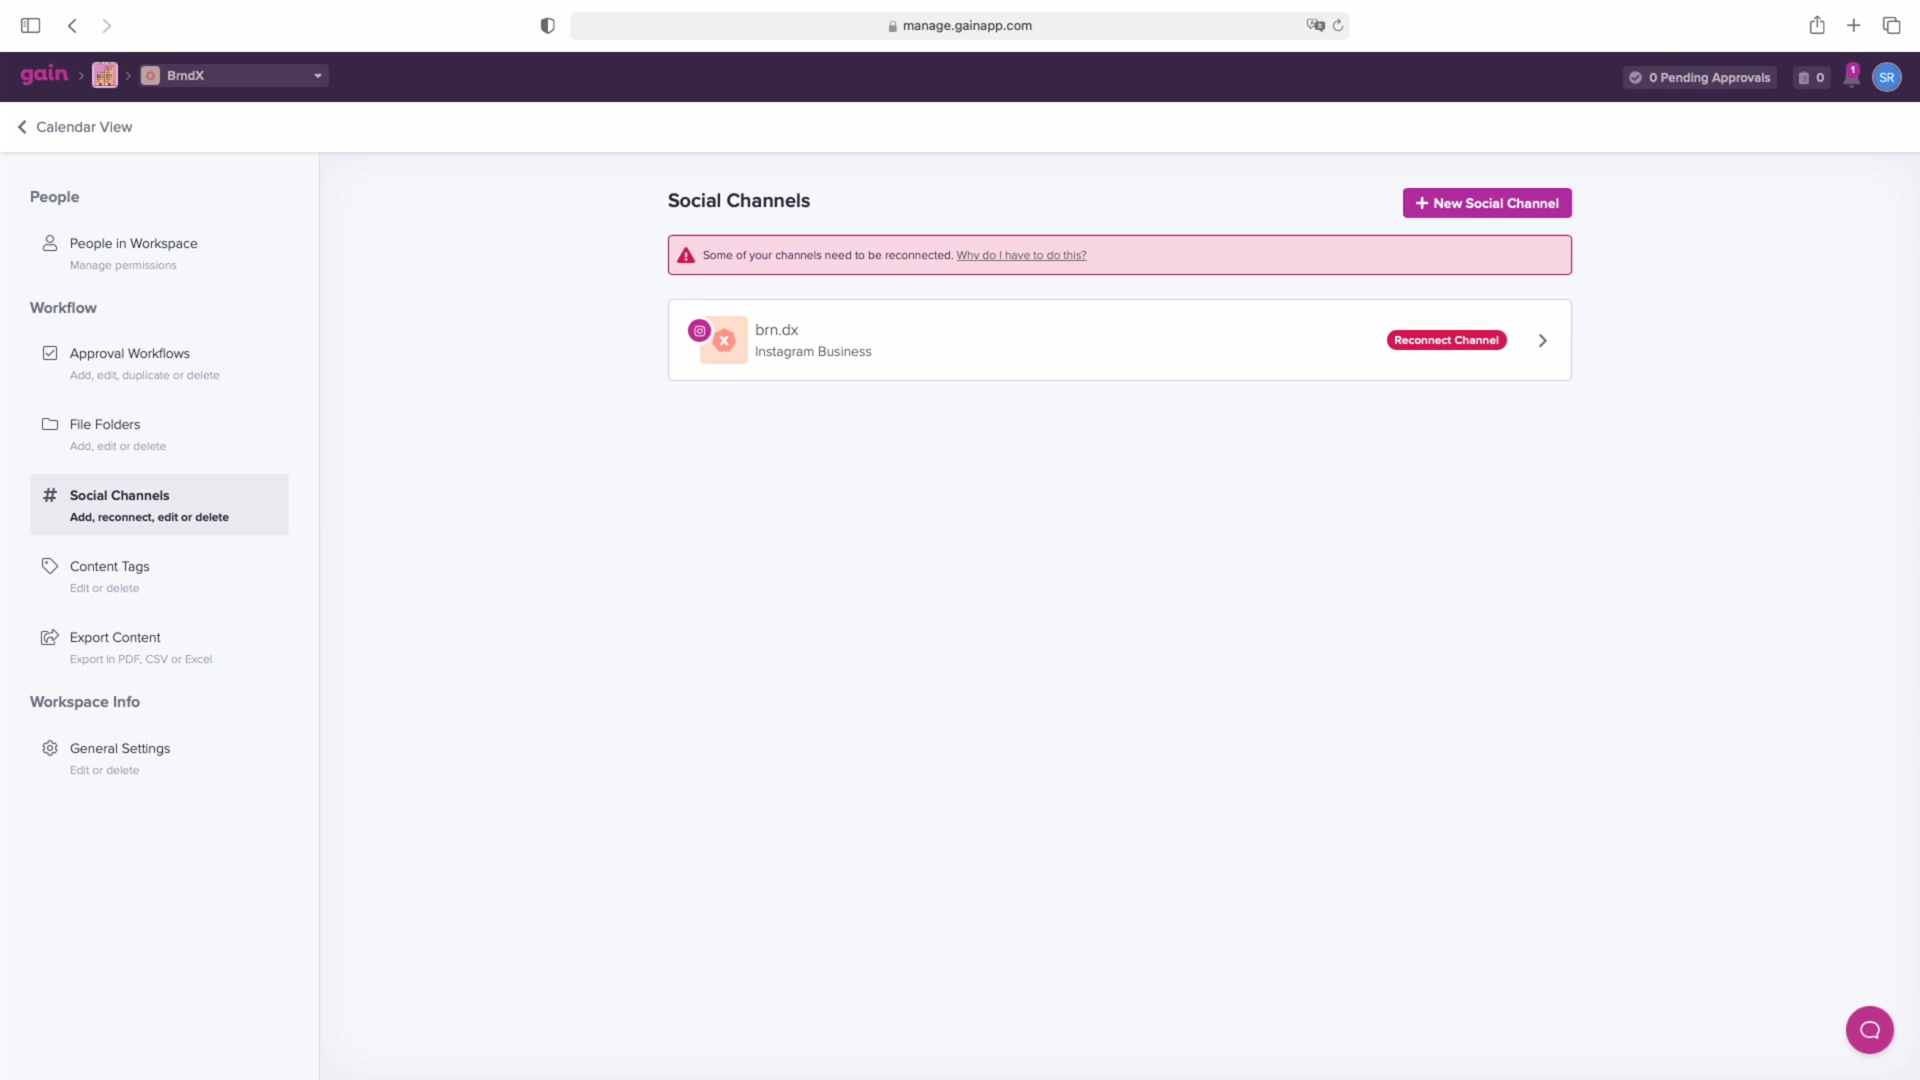 manage.gainapp.com
gain
BrndX
0 Pending Approvals
0
1
SR
Calendar View
People
People in Workspace
Manage permissions
Workflow
Approval Workflows
Add, edit, duplicate or delete
File Folders
Add, edit or delete
# Social Channels
Add, reconnect, edit or delete
Content Tags
Edit or delete
Export Content
Export in PDF, CSV or Excel
Workspace Info
General Settings
Edit or delete
Social Channels
+ New Social Channel
Some of your channels need to be reconnected. Why do I have to do this?
x
brn.dx
Instagram Business
Reconnect Channel